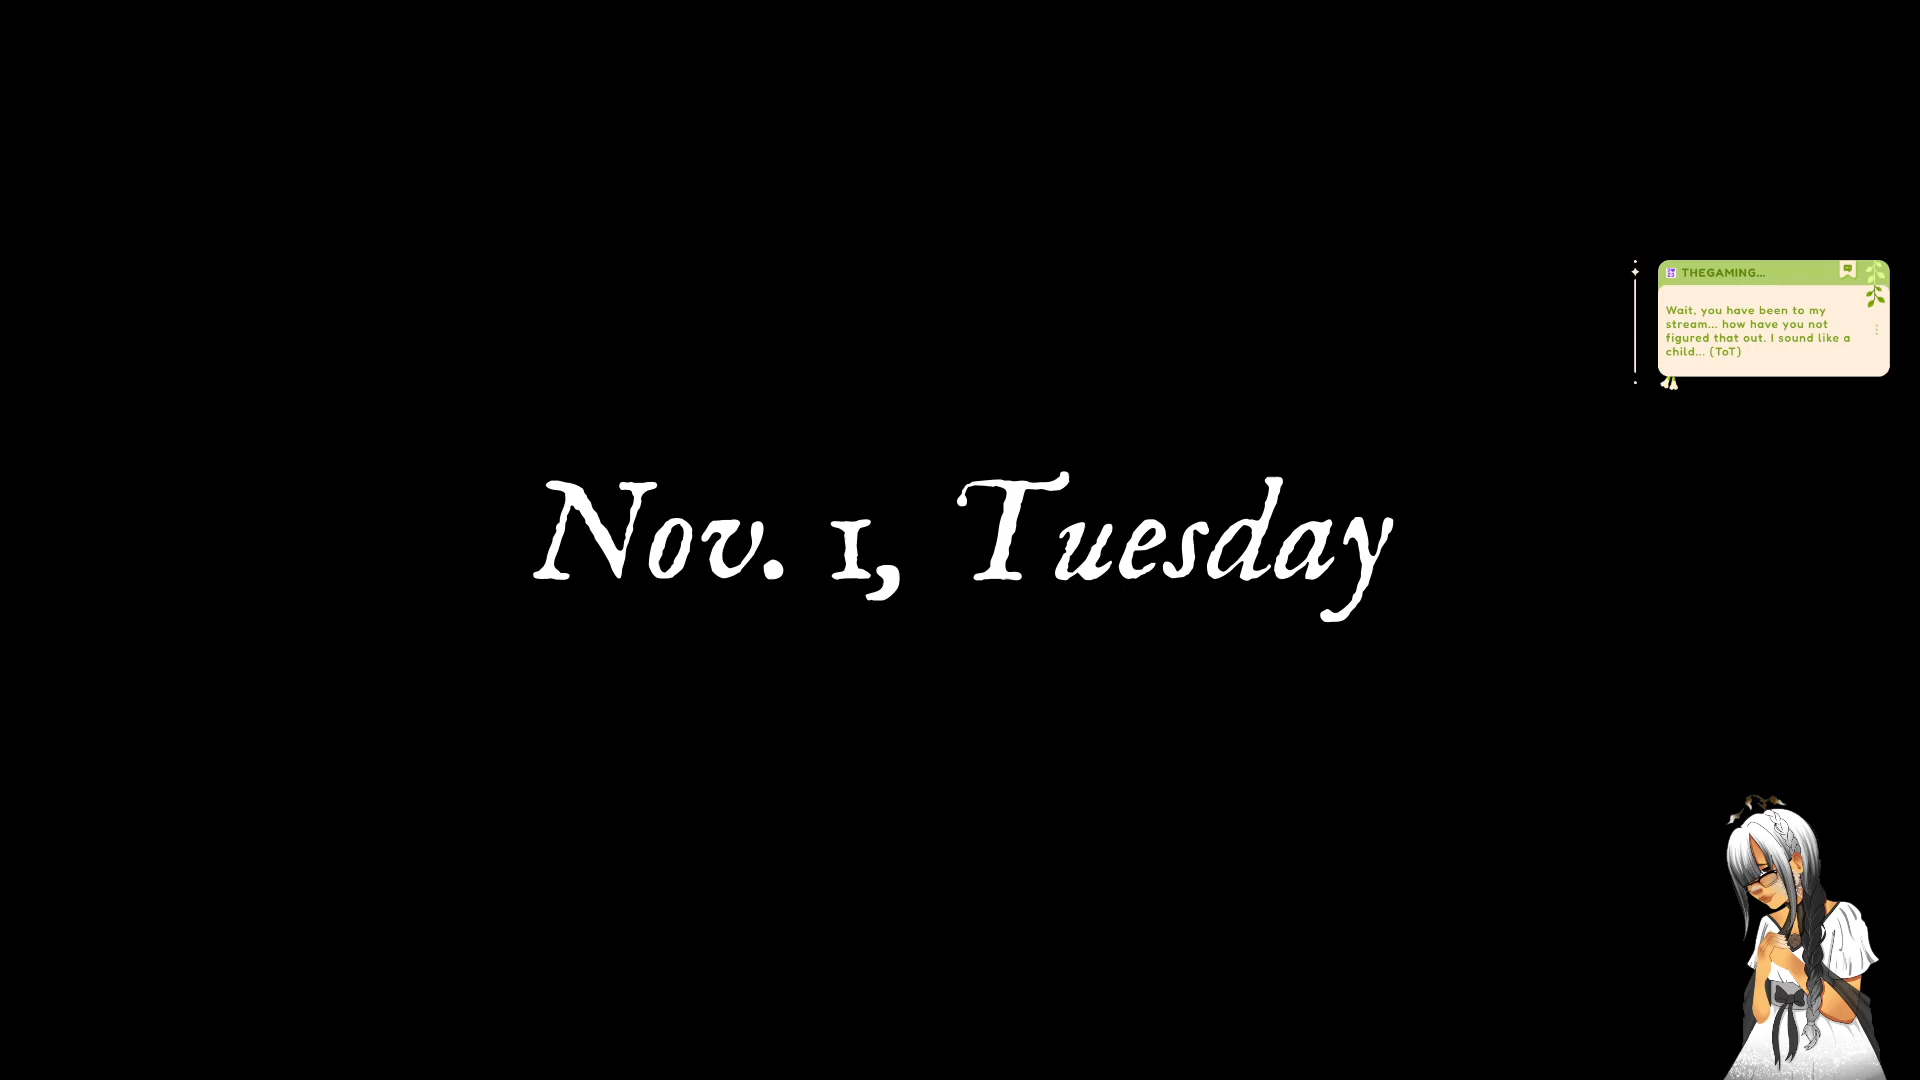 THEGAMING...
Wait, you have been to my
stream... how have you not
figured that out. I sound like a
child... (ToT)
Nov. 1, Tuesday